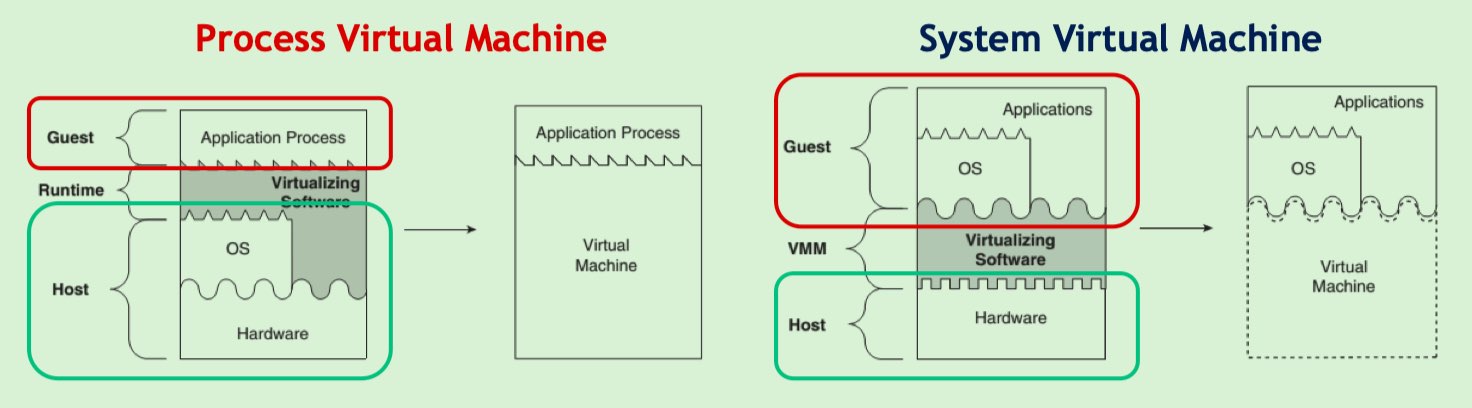 Process Virtual Machine
Guest
Application Process
Runtime
Virtualizing
Software
OS
Host
Hardware
Application Process
Virtual
Machine
System Virtual Machine
Applications
Guest
OS
VMM
Virtualizing
Software
Host
Hardware
Applications
OS
Virtual
Machine